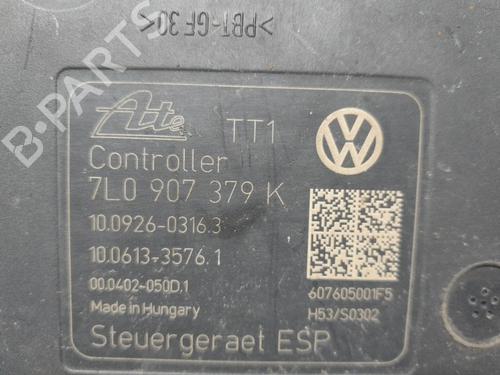 >PBT-GF30<
Ate TT1
Controller
7L0 907 379 K
10.0926-0316.3
10.0613-3576.1
00.0402-050D.1
607605001F5
Made in Hungary
H53/S0302
Steuergeraet ESP
B-PARTS